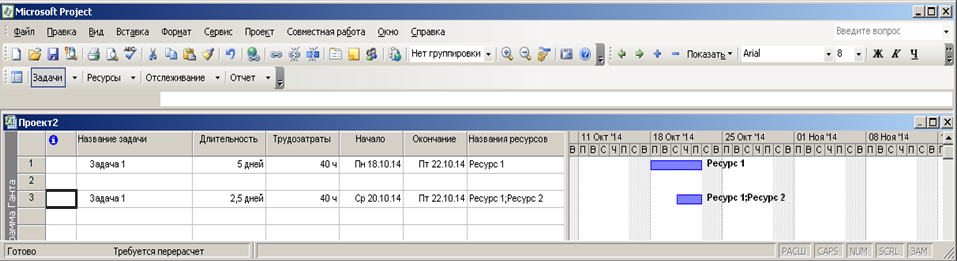 Microsoft Project
Файл Правка Вид Вставка Формат Сервис Проект Совместная работа Окно Справка Введите вопрос
Нет группировки Показать Arial 8 Ж К Ч
Задачи Ресурсы Отслеживание Отчет
Проект2
Название задачи Длительность Трудозатраты Начало Окончание Названия ресурсов 11 Окт '14 18 Окт '14 25 Окт '14 01 Ноя '14 08 Ноя '14
В П В С Ч П С В П В С Ч П С В П В С Ч П С В П В С Ч П С В П В С Ч П С
1 Задача 1 5 дней 40 ч Пн 18.10.14 Пт 22.10.14 Ресурс 1 Ресурс 1
2
3 Задача 1 2,5 дней 40 ч Ср 20.10.14 Пт 22.10.14 Ресурс 1;Ресурс 2 Ресурс 1;Ресурс 2
рамма Ганта
Готово Требуется перерасчет РАСШ CAPS NUM SCRL ЗАМ